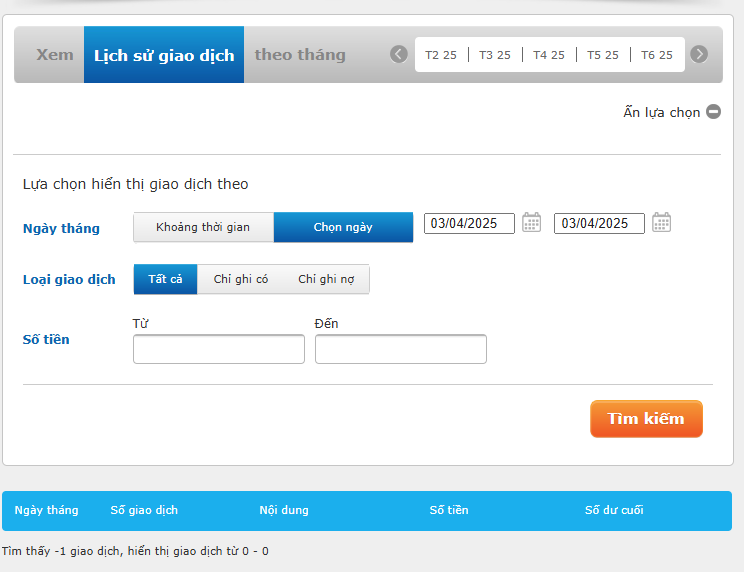 Xem Lịch sử giao dịch theo tháng T2 25 T3 25 T4 25 T5 25 T6 25
Ẩn lựa chọn
Lựa chọn hiển thị giao dịch theo
Ngày tháng Khoảng thời gian Chọn ngày 03/04/2025 03/04/2025
Loại giao dịch Tất cả Chỉ ghi có Chỉ ghi nợ
Từ Đến
Số tiền
Tìm kiếm
Ngày tháng Số giao dịch Nội dung Số tiền Số dư cuối
Tìm thấy -1 giao dịch, hiển thị giao dịch từ 0 - 0